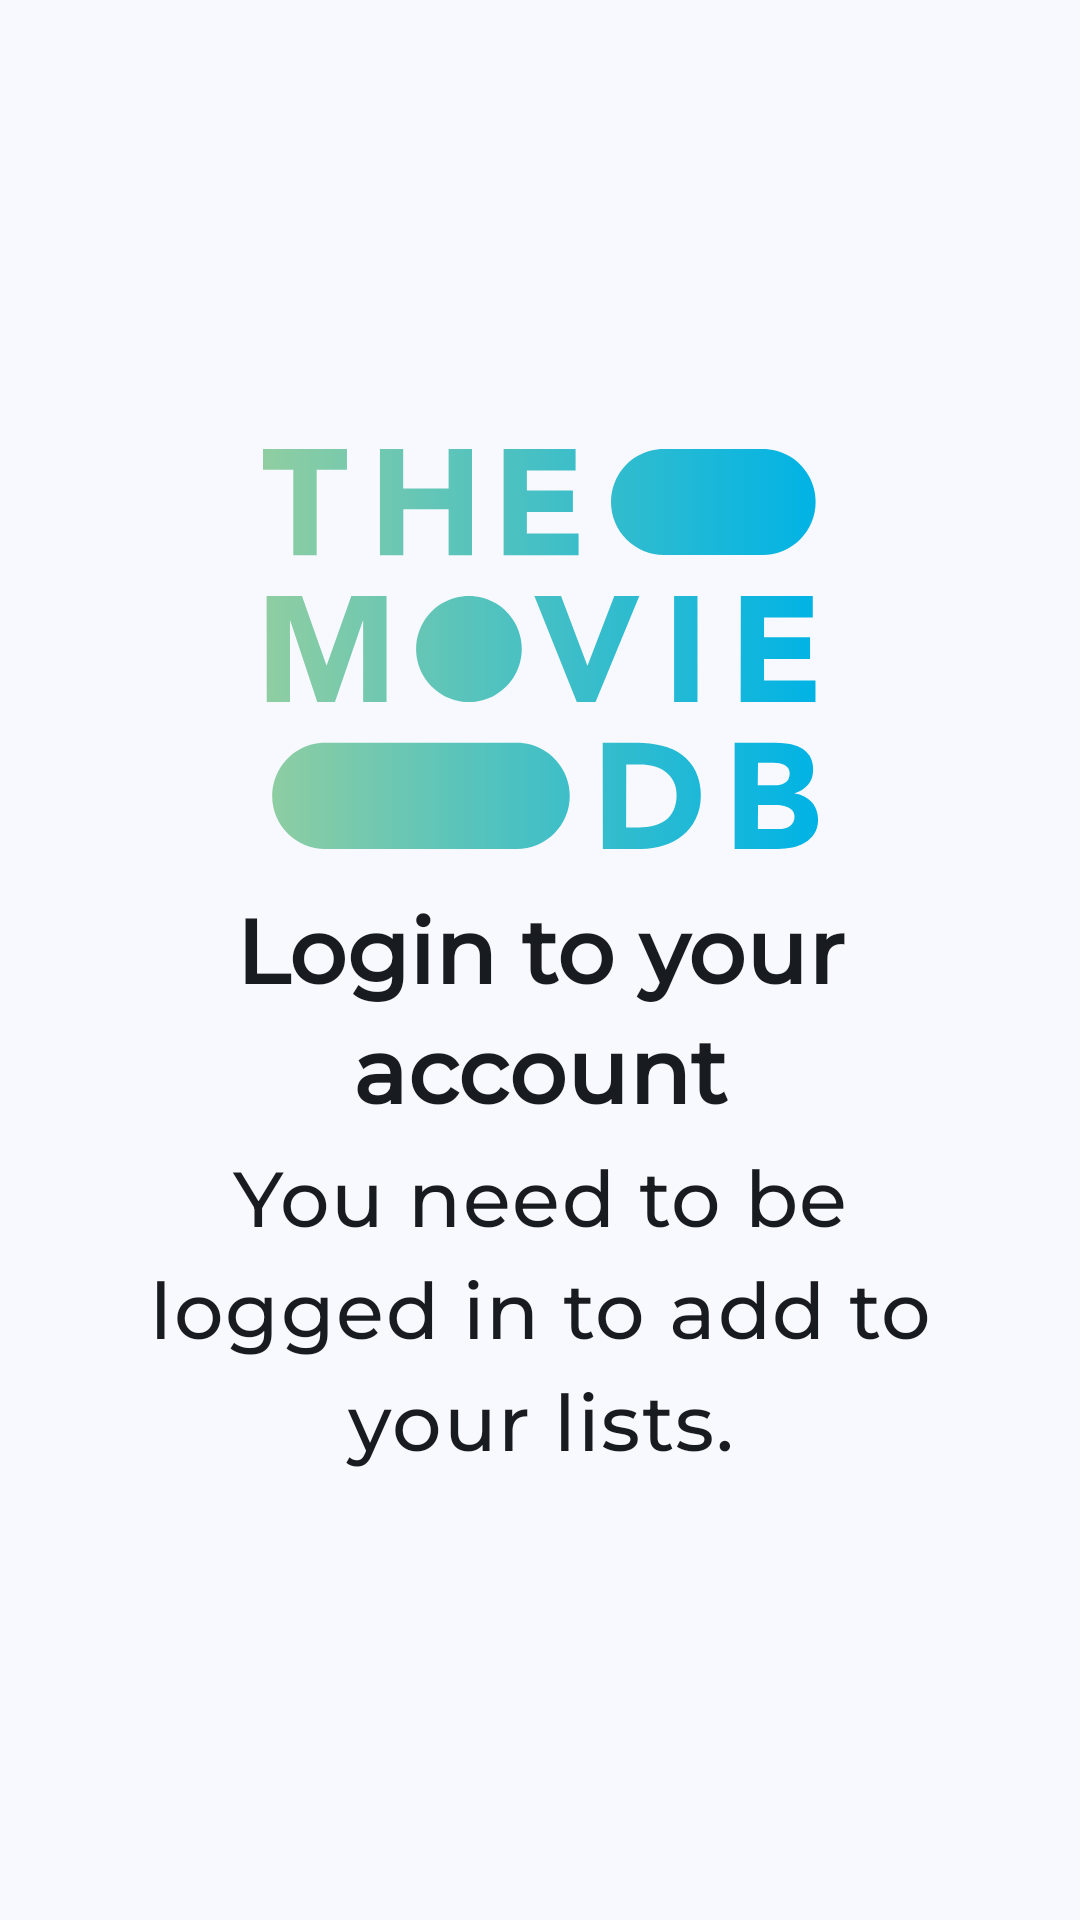 THE
MOVIE
DB
Login to your
account
You need to be
logged in to add to
your lists.